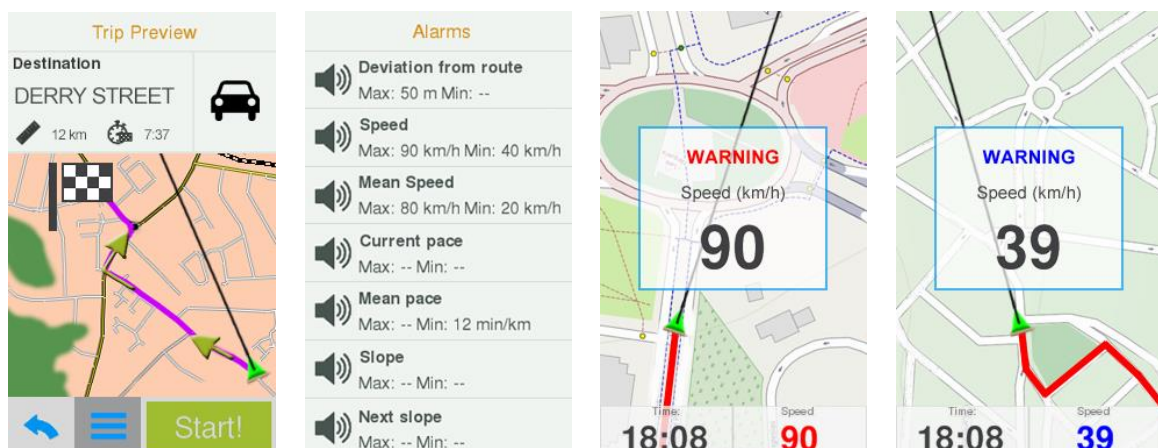 Trip Preview
Destination
DERRY STREET
12 km 7:37
Start!
Alarms
Deviation from route
Max: 50 m Min: --
Speed
Max: 90 km/h Min: 40 km/h
Mean Speed
Max: 80 km/h Min: 20 km/h
Current pace
Max: -- Min: --
Mean pace
Max: -- Min: 12 min/km
Slope
Max: -- Min: --
Next slope
Max: -- Min: --
WARNING
Speed (km/h)
90
Time: Speed
18:08 90
WARNING
Speed (km/h)
39
Time: Speed
18:08 39